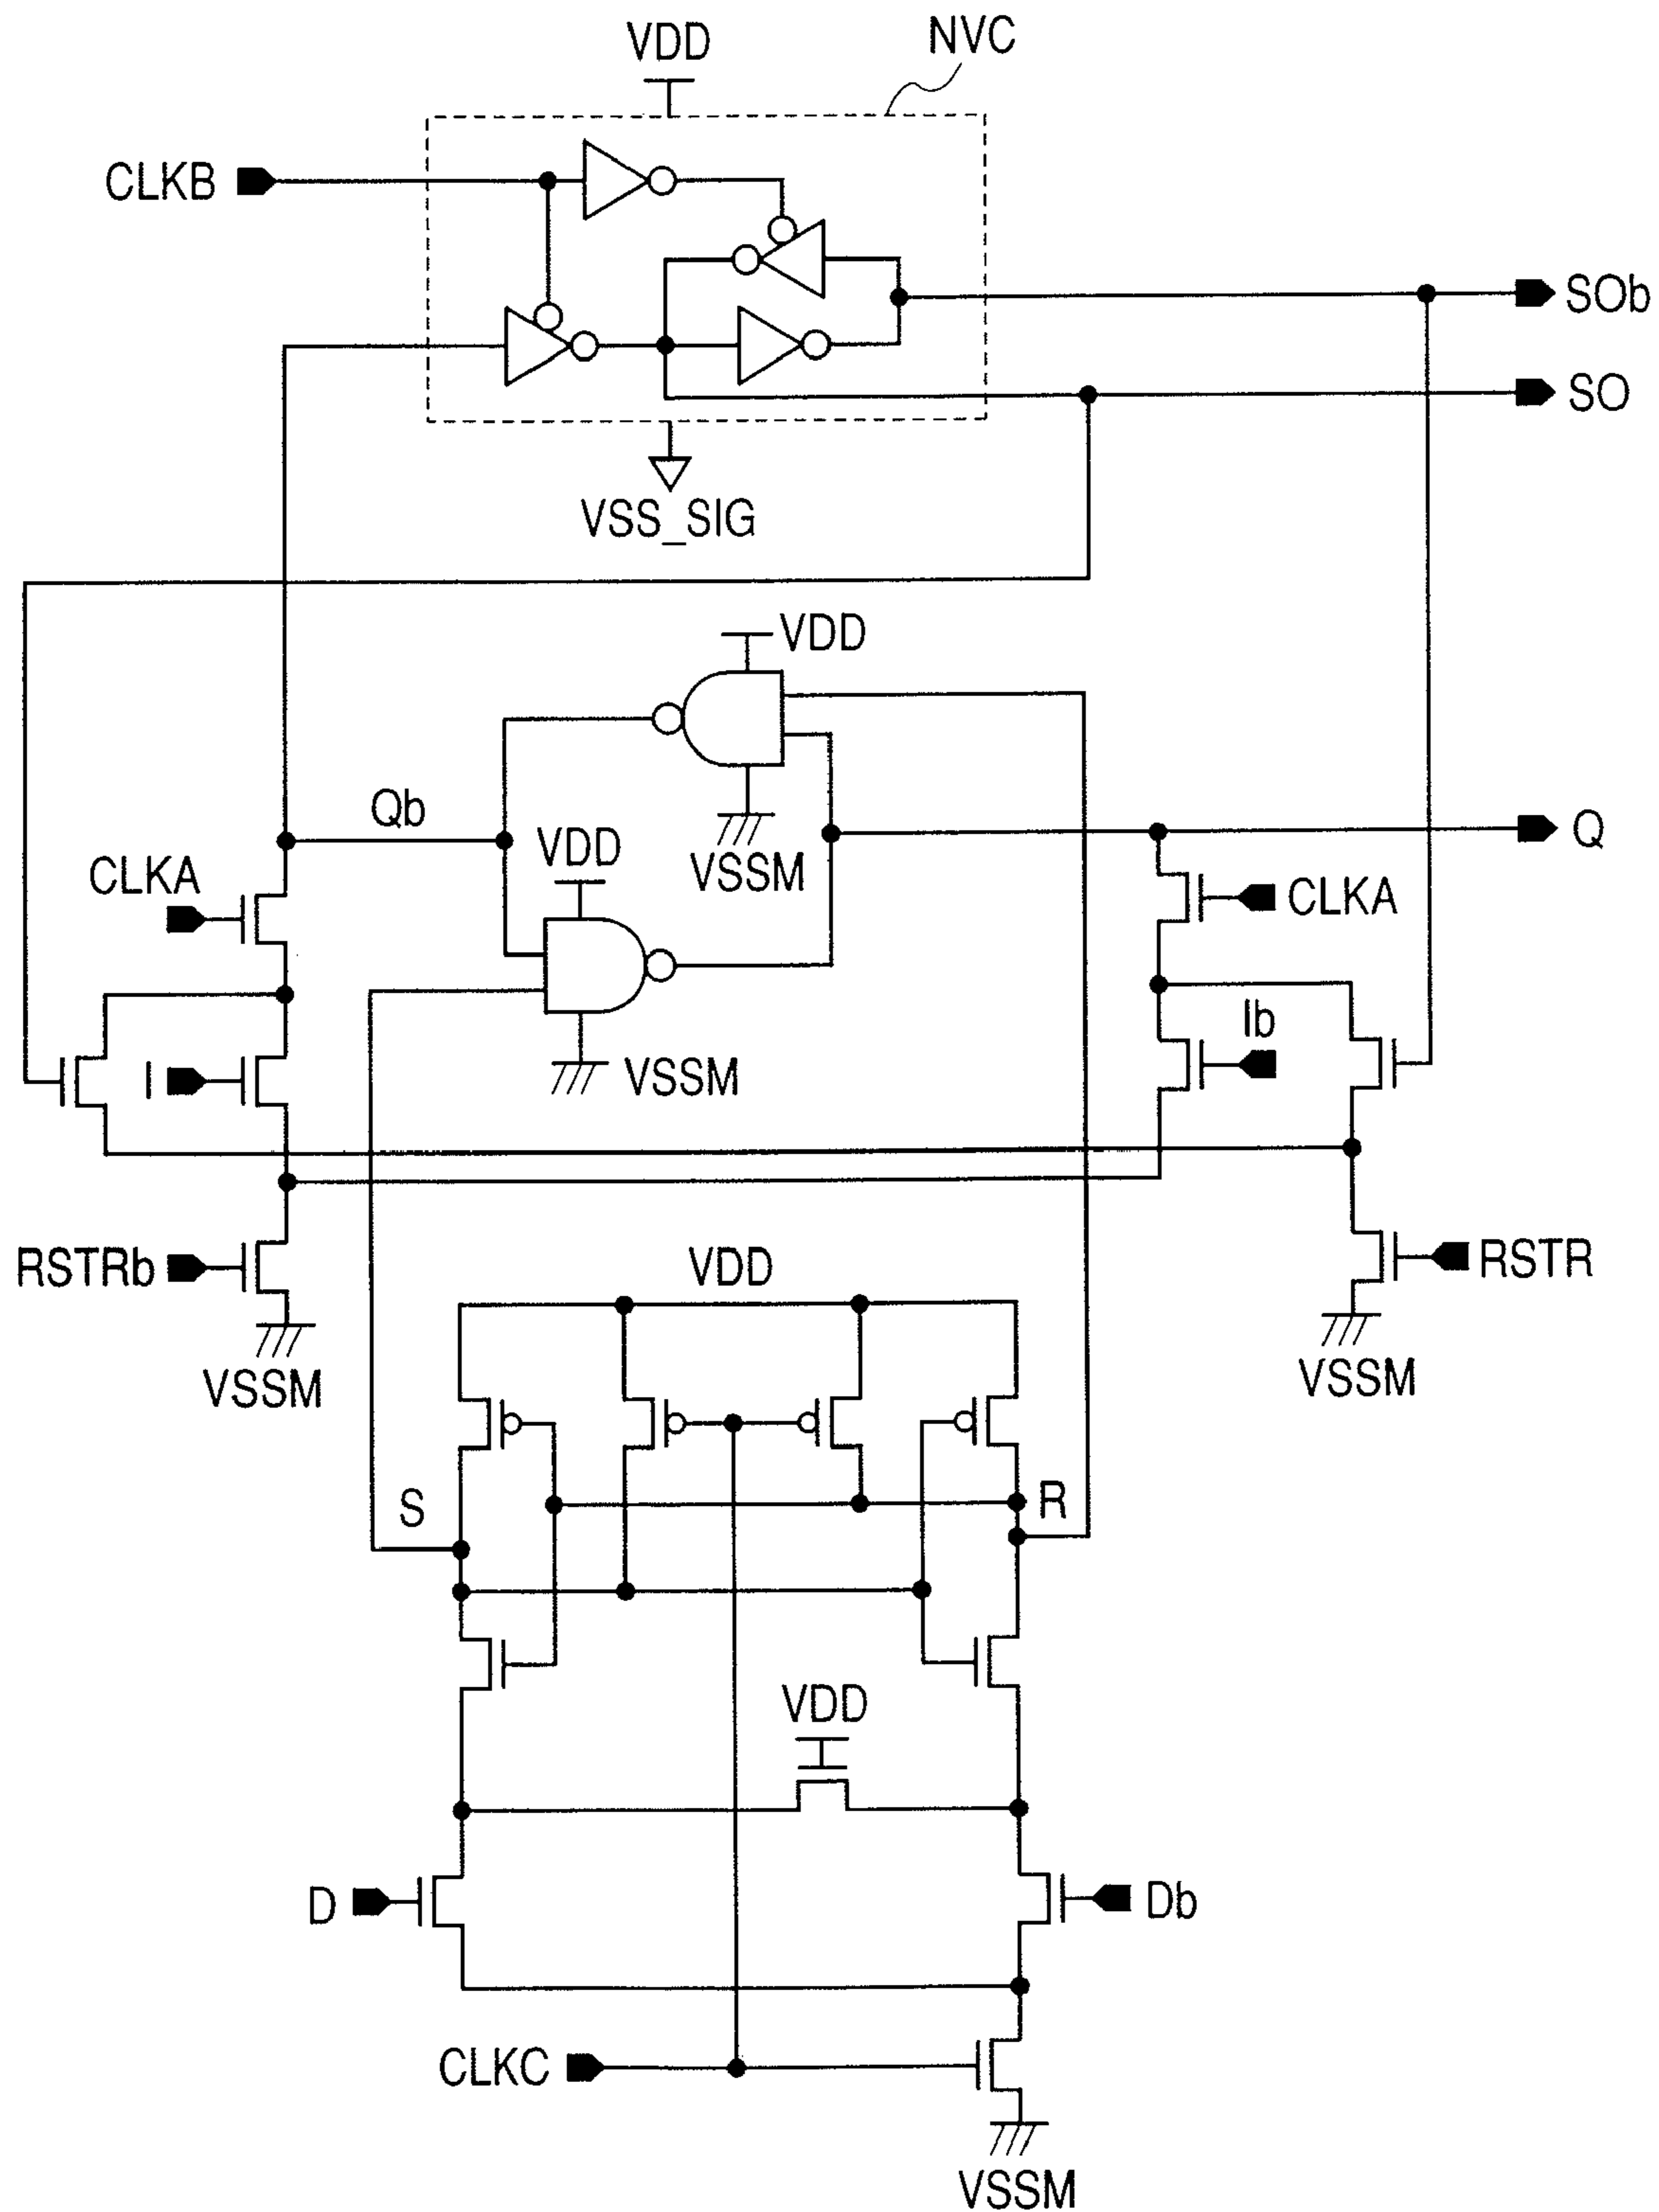 VDD
NVC
CLKB
SOb
SO
VSS_SIG
VDD
Qb
VDD
VSSM
Q
CLKA
CLKA
Ib
I
VSSM
RSTRb
VDD
RSTR
VSSM
VSSM
S
R
VDD
D
Db
CLKC
VSSM